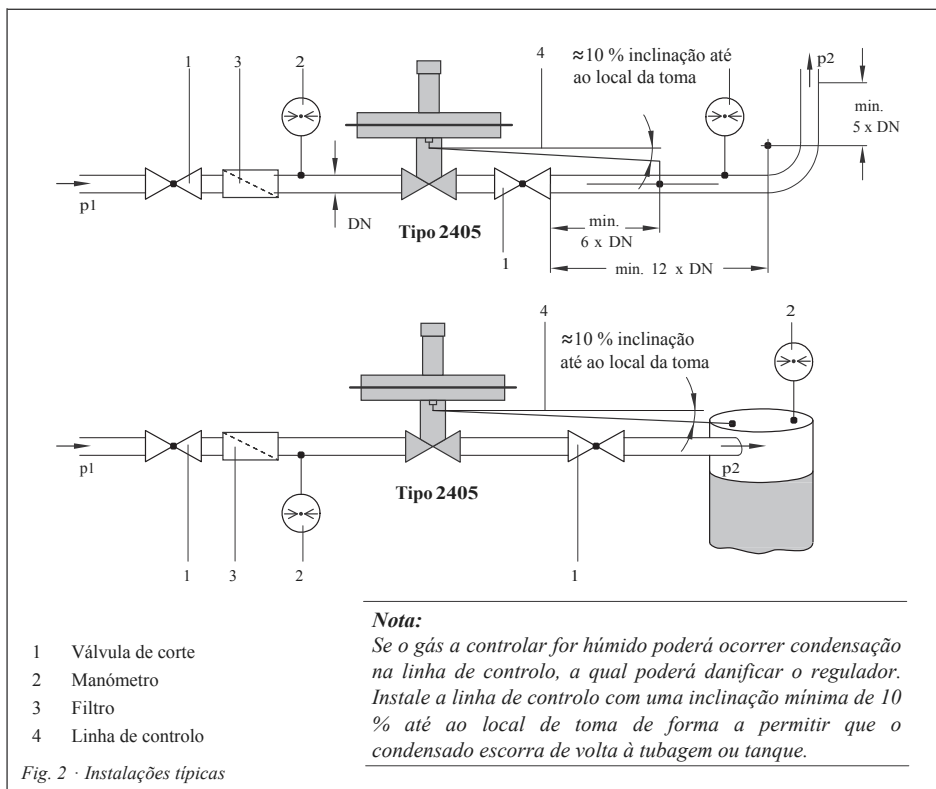 1
3
2
4
≈10 % inclinação até
ao local da toma
2
p2
min.
5 x DN
p1
DN
Tipo 2405
1
min.
6 x DN
min. 12 x DN
4
≈10 % inclinação
até ao local da toma
2
p1
p2
Tipo 2405
1
3
2
1
1 Válvula de corte
2 Manómetro
3 Filtro
4 Linha de controlo
Nota:
Se o gás a controlar for húmido poderá ocorrer condensação
na linha de controlo, a qual poderá danificar o regulador.
Instale a linha de controlo com uma inclinação mínima de 10
% até ao local de toma de forma a permitir que o
condensado escorra de volta à tubagem ou tanque.
Fig. 2 · Instalações típicas